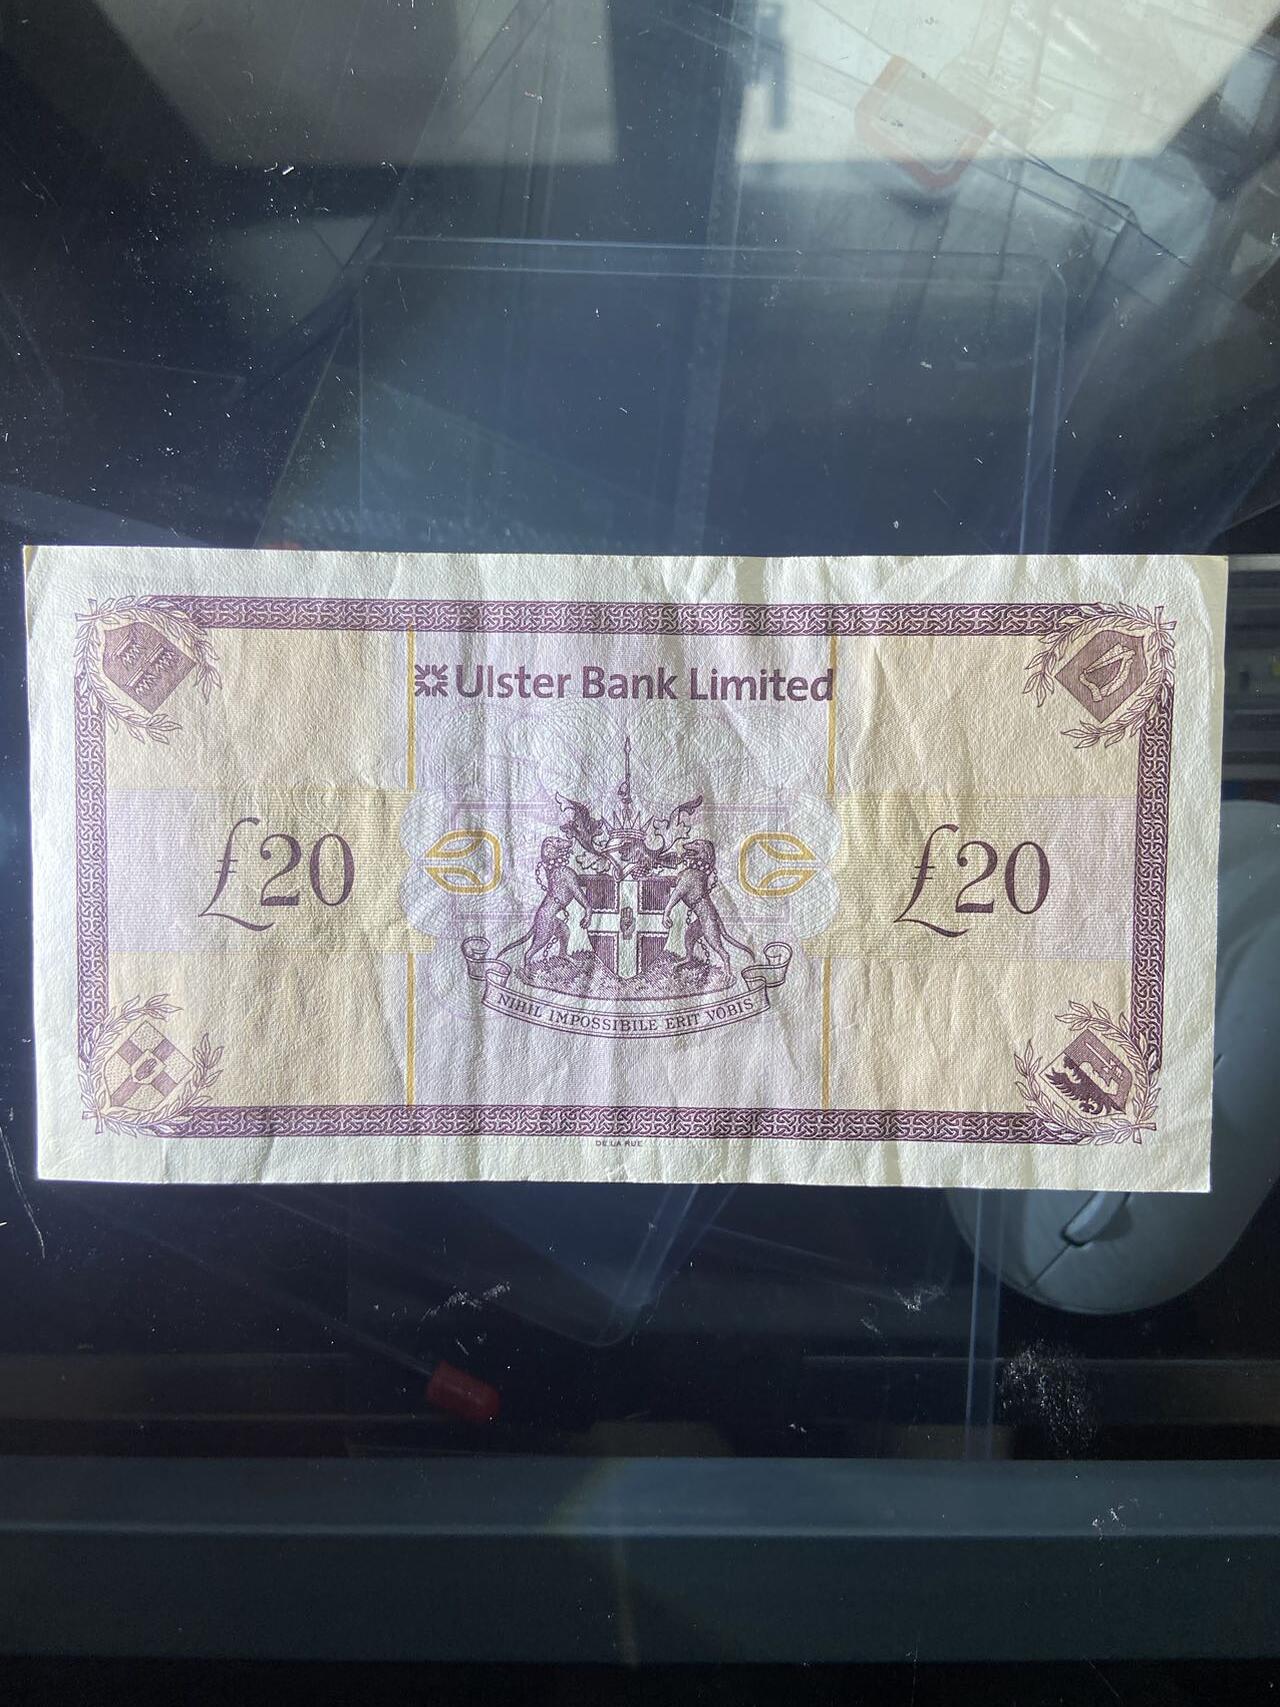 Ulster Bank Limited
£20
£20
NIHIL IMPOSSIBILE ERIT VOBIS
DE LA RUE